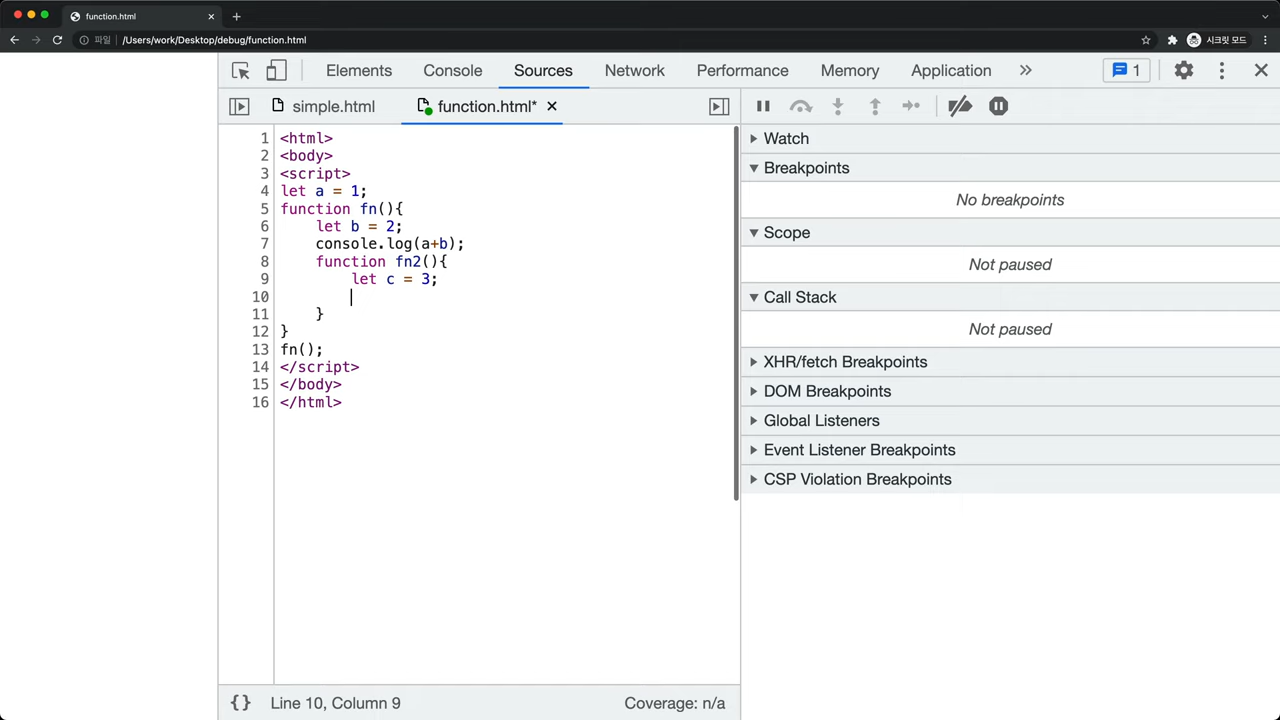 function.html
파일 /Users/work/Desktop/debug/function.html 시크릿 모드
Elements Console Sources Network Performance Memory Application 1
simple.html function.html*
1 <html>
2 <body>
3 <script>
4 let a = 1;
5 function fn(){
6 let b = 2;
7 console.log(a+b);
8 function fn2(){
9 let c = 3;
10
11 }
12 }
13 fn();
14 </script>
15 </body>
16 </html>
{} Line 10, Column 9 Coverage: n/a
Watch
Breakpoints
No breakpoints
Scope
Not paused
Call Stack
Not paused
XHR/fetch Breakpoints
DOM Breakpoints
Global Listeners
Event Listener Breakpoints
CSP Violation Breakpoints